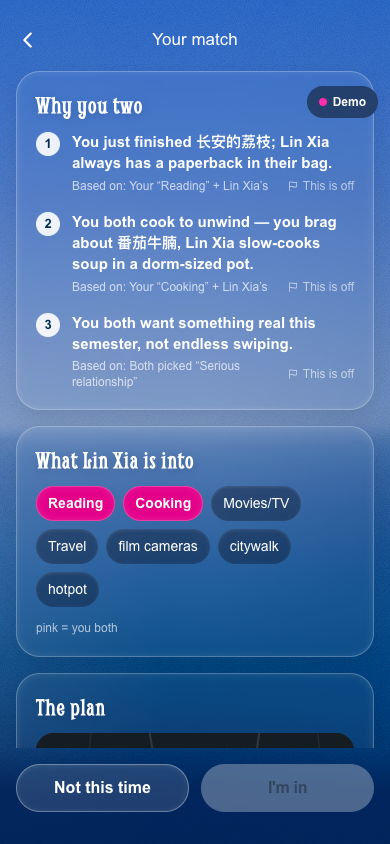 Your match
Why you two
Demo
1
You just finished 长安的荔枝; Lin Xia
always has a paperback in their bag.
Based on: Your “Reading” + Lin Xia’s
This is off
2
You both cook to unwind — you brag
about 番茄牛腩, Lin Xia slow-cooks
soup in a dorm-sized pot.
Based on: Your “Cooking” + Lin Xia’s
This is off
3
You both want something real this
semester, not endless swiping.
Based on: Both picked “Serious
relationship”
This is off
What Lin Xia is into
Reading
Cooking
Movies/TV
Travel
film cameras
citywalk
hotpot
pink = you both
The plan
Not this time
I'm in